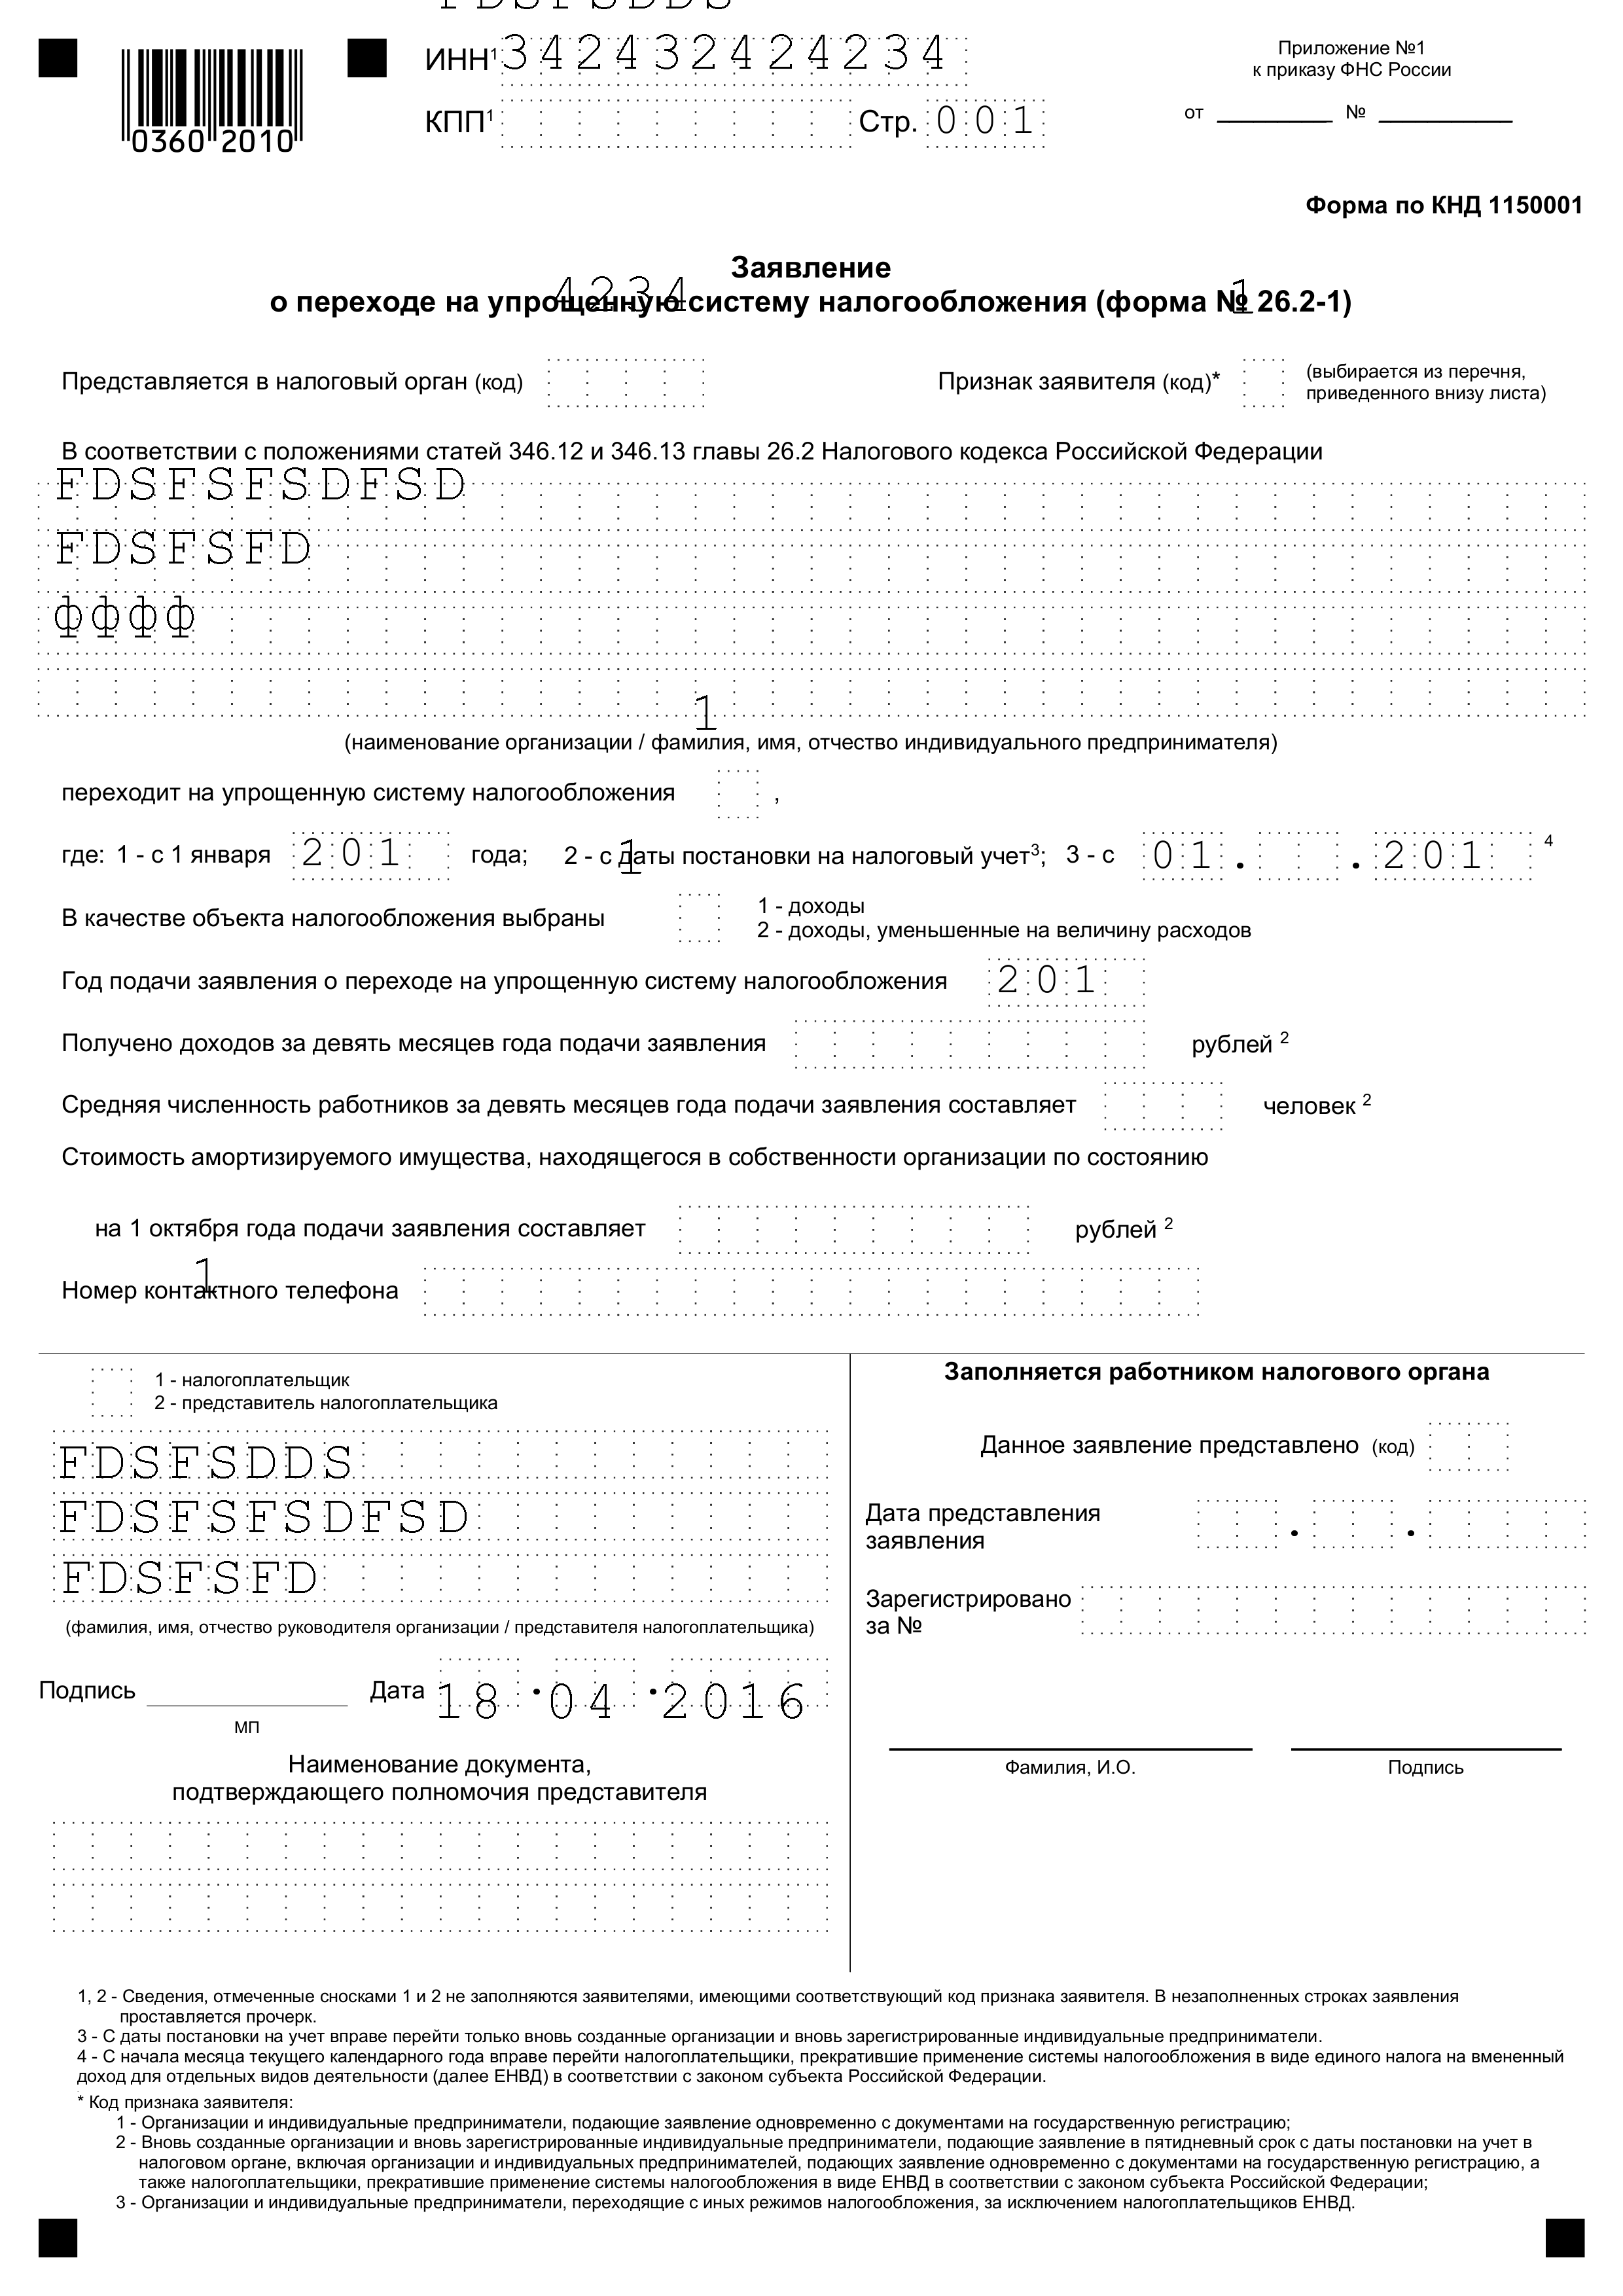 FDSFSDDS
ИНН¹ 342432424234
Приложение №1
к приказу ФНС России
КПП¹ Стр. 001
от № 
0360 2010
Форма по КНД 1150001
Заявление
4234 1
о переходе на упрощенную систему налогообложения (форма № 26.2-1)
Представляется в налоговый орган (код) Признак заявителя (код)* (выбирается из перечня,
приведенного внизу листа)
В соответствии с положениями статей 346.12 и 346.13 главы 26.2 Налогового кодекса Российской Федерации
FDSFSFSDFSD
FDSFSFD
ФФФФ
1
(наименование организации / фамилия, имя, отчество индивидуального предпринимателя)
переходит на упрощенную систему налогообложения ,
где: 1 - с 1 января 201 года; 2 - с даты постановки на налоговый учет³; 3 - с 01. .201 ⁴
1
В качестве объекта налогообложения выбраны 1 - доходы
2 - доходы, уменьшенные на величину расходов
Год подачи заявления о переходе на упрощенную систему налогообложения 201
Получено доходов за девять месяцев года подачи заявления рублей ²
Средняя численность работников за девять месяцев года подачи заявления составляет человек ²
Стоимость амортизируемого имущества, находящегося в собственности организации по состоянию
на 1 октября года подачи заявления составляет рублей ²
1
Номер контактного телефона
1 - налогоплательщик
2 - представитель налогоплательщика
FDSFSDDS
FDSFSFSDFSD
FDSFSFD
(фамилия, имя, отчество руководителя организации / представителя налогоплательщика)
Подпись Дата 18.04.2016
МП
Наименование документа,
подтверждающего полномочия представителя
Заполняется работником налогового органа
Данное заявление представлено (код)
Дата представления
заявления . .
Зарегистрировано
за №
Фамилия, И.О. Подпись
1, 2 - Сведения, отмеченные сносками 1 и 2 не заполняются заявителями, имеющими соответствующий код признака заявителя. В незаполненных строках заявления
проставляется прочерк.
3 - С даты постановки на учет вправе перейти только вновь созданные организации и вновь зарегистрированные индивидуальные предприниматели.
4 - С начала месяца текущего календарного года вправе перейти налогоплательщики, прекратившие применение системы налогообложения в виде единого налога на вмененный
доход для отдельных видов деятельности (далее ЕНВД) в соответствии с законом субъекта Российской Федерации.
* Код признака заявителя:
1 - Организации и индивидуальные предприниматели, подающие заявление одновременно с документами на государственную регистрацию;
2 - Вновь созданные организации и вновь зарегистрированные индивидуальные предприниматели, подающие заявление в пятидневный срок с даты постановки на учет в
налоговом органе, включая организации и индивидуальных предпринимателей, подающих заявление одновременно с документами на государственную регистрацию, а
также налогоплательщики, прекратившие применение системы налогообложения в виде ЕНВД в соответствии с законом субъекта Российской Федерации;
3 - Организации и индивидуальные предприниматели, переходящие с иных режимов налогообложения, за исключением налогоплательщиков ЕНВД.